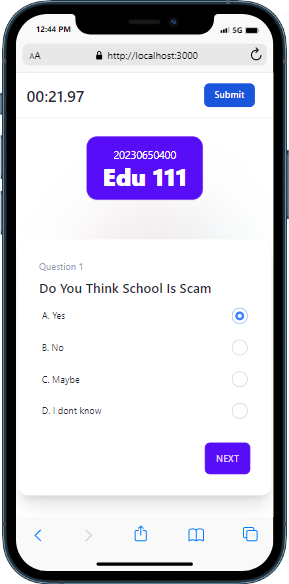 12:44 PM
5G
AA
http://localhost:3000
00:21.97
Submit
20230650400
Edu 111
Question 1
Do You Think School Is Scam
A. Yes
B. No
C. Maybe
D. I dont know
NEXT